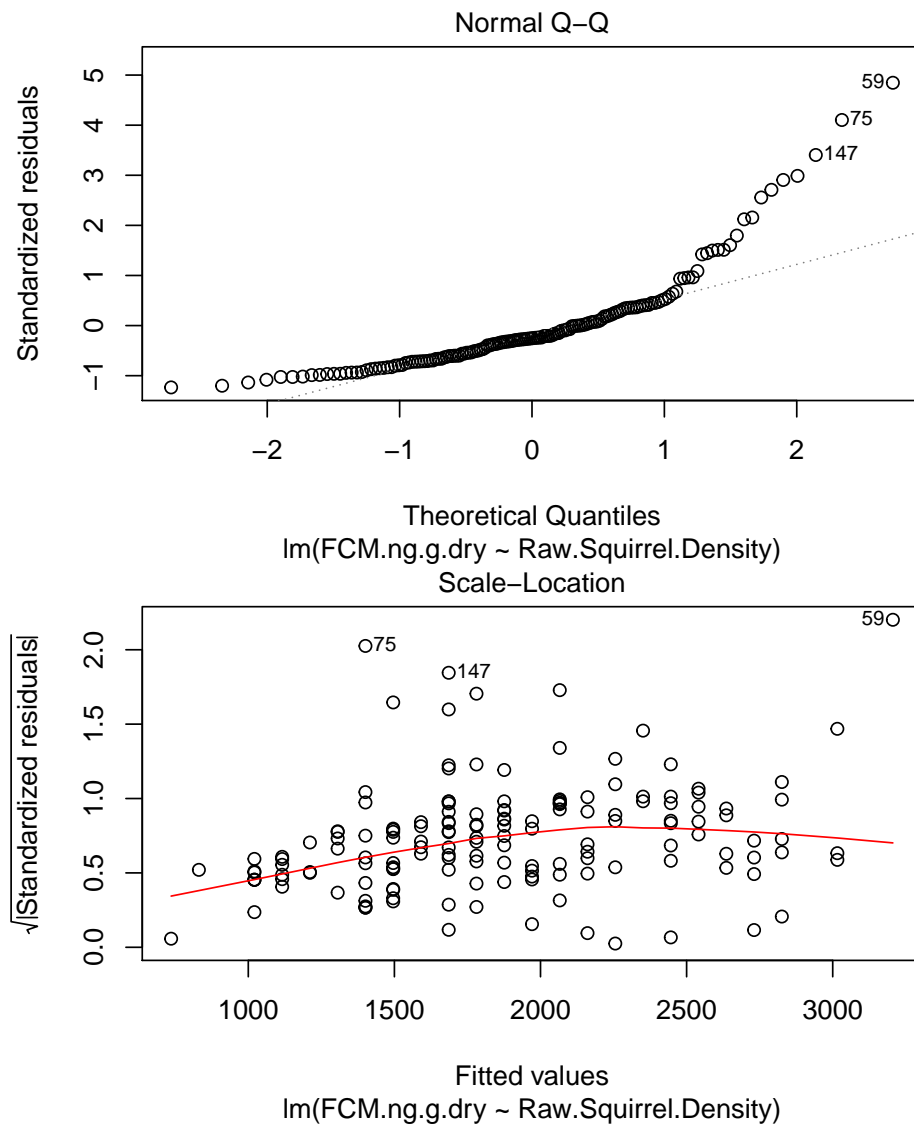 Normal Q−Q
Standardized residuals
−1 0 1 2 3 4 5
59
75
147
−2 −1 0 1 2
Theoretical Quantiles
lm(FCM.ng.g.dry ~ Raw.Squirrel.Density)
Scale−Location
√|Standardized residuals|
0.0 0.5 1.0 1.5 2.0
59
75
147
1000 1500 2000 2500 3000
Fitted values
lm(FCM.ng.g.dry ~ Raw.Squirrel.Density)